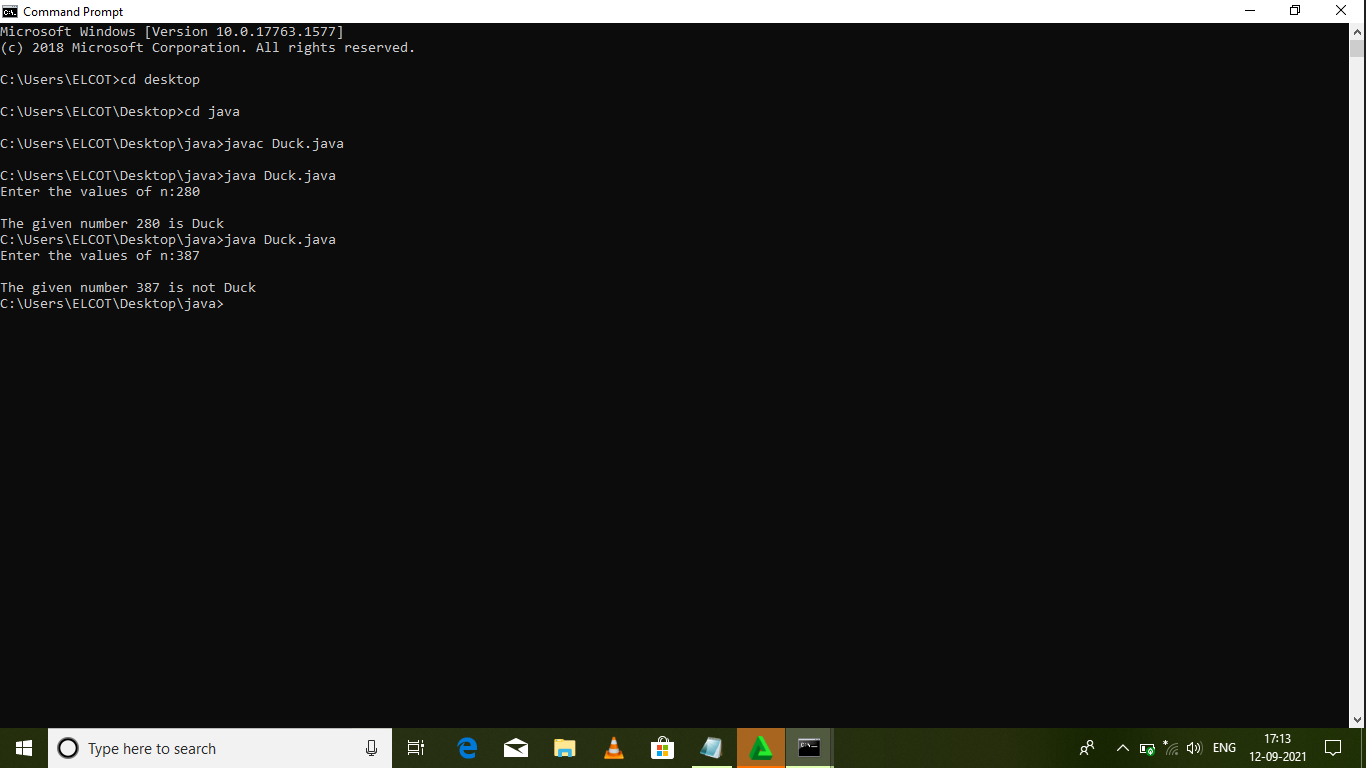 Command Prompt
Microsoft Windows [Version 10.0.17763.1577]
(c) 2018 Microsoft Corporation. All rights reserved.
C:\Users\ELCOT>cd desktop
C:\Users\ELCOT\Desktop>cd java
C:\Users\ELCOT\Desktop\java>javac Duck.java
C:\Users\ELCOT\Desktop\java>java Duck.java
Enter the values of n:280
The given number 280 is Duck
C:\Users\ELCOT\Desktop\java>java Duck.java
Enter the values of n:387
The given number 387 is not Duck
C:\Users\ELCOT\Desktop\java>
Type here to search
ENG
17:13
12-09-2021